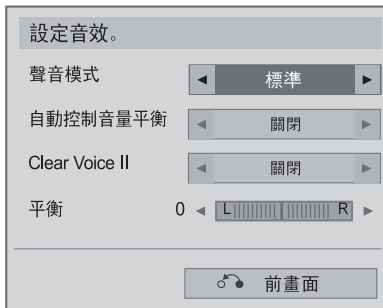 設定音效。
聲音模式 ◄ 標準 ►
自動控制音量平衡 ◄ 關閉 ►
Clear Voice II ◄ 關閉 ►
平衡 0 ◄ L R ►
前畫面